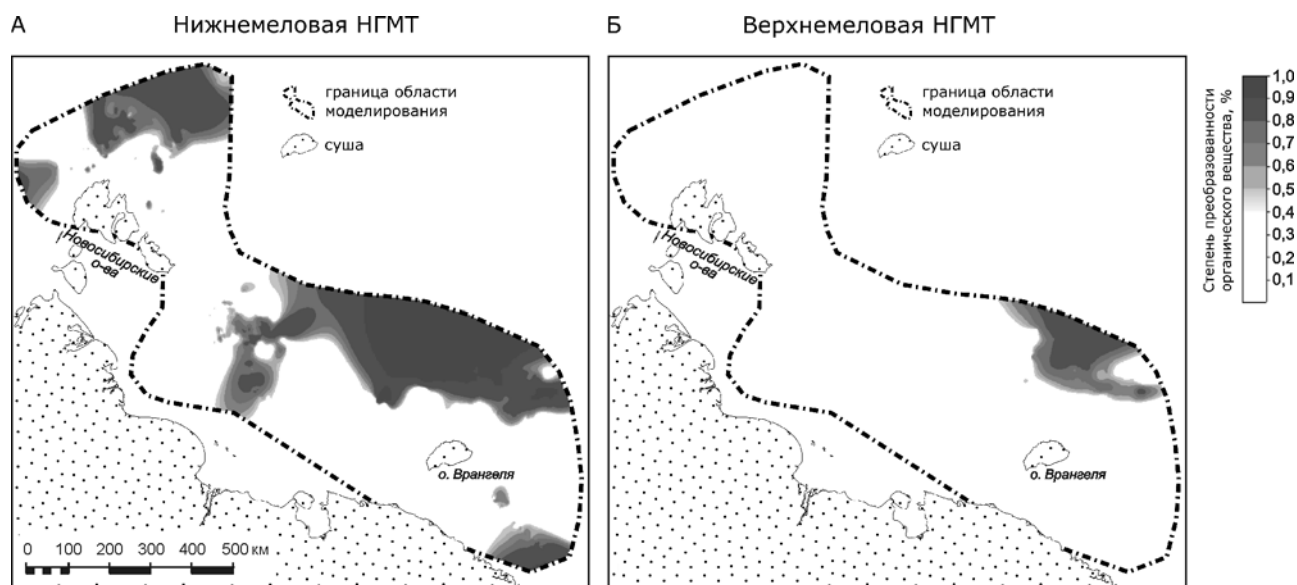 А
Нижнемеловая НГМТ
граница области
моделирования
суша
Новосибирские
о-ва
о. Врангеля
0 100 200 300 400 500 км
Б
Верхнемеловая НГМТ
граница области
моделирования
суша
Новосибирские
о-ва
о. Врангеля
Степень преобразованности
органического вещества, %
1,0
0,9
0,8
0,7
0,6
0,5
0,4
0,3
0,2
0,1